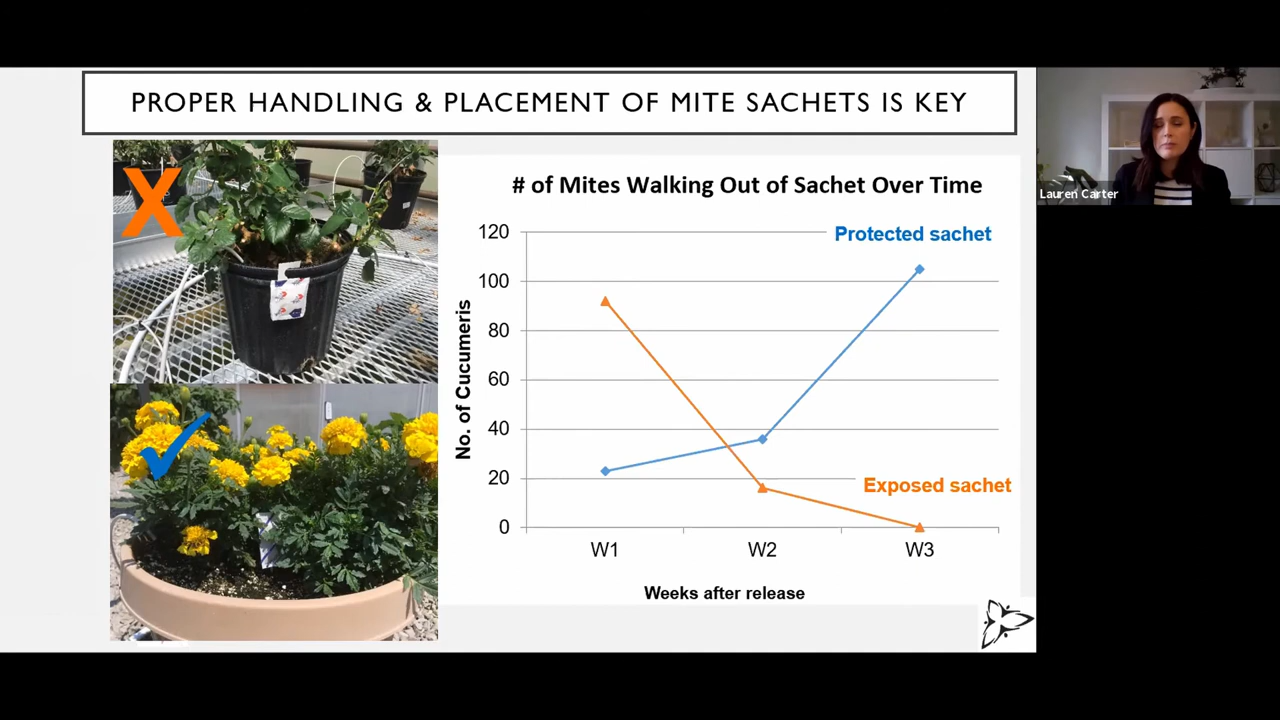 PROPER HANDLING & PLACEMENT OF MITE SACHETS IS KEY
X
Lauren Carter
# of Mites Walking Out of Sachet Over Time
Protected sachet
Exposed sachet
No. of Cucumeris
120
100
80
60
40
20
0
W1 W2 W3
Weeks after release